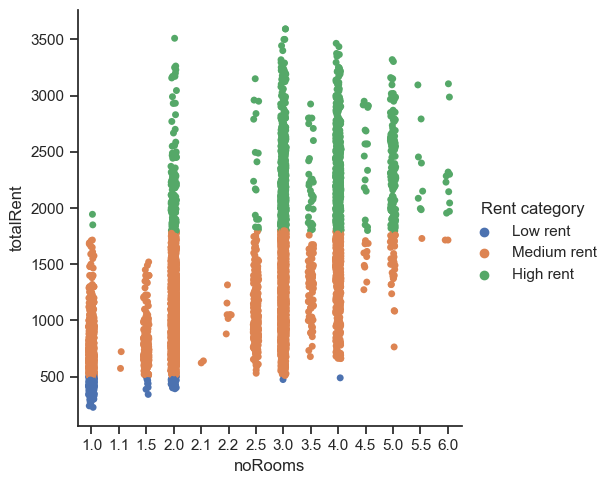 3500
3000
2500
2000
1500
1000
500
totalRent
1.0 1.1 1.5 2.0 2.1 2.2 2.5 3.0 3.5 4.0 4.5 5.0 5.5 6.0
noRooms
Rent category
Low rent
Medium rent
High rent